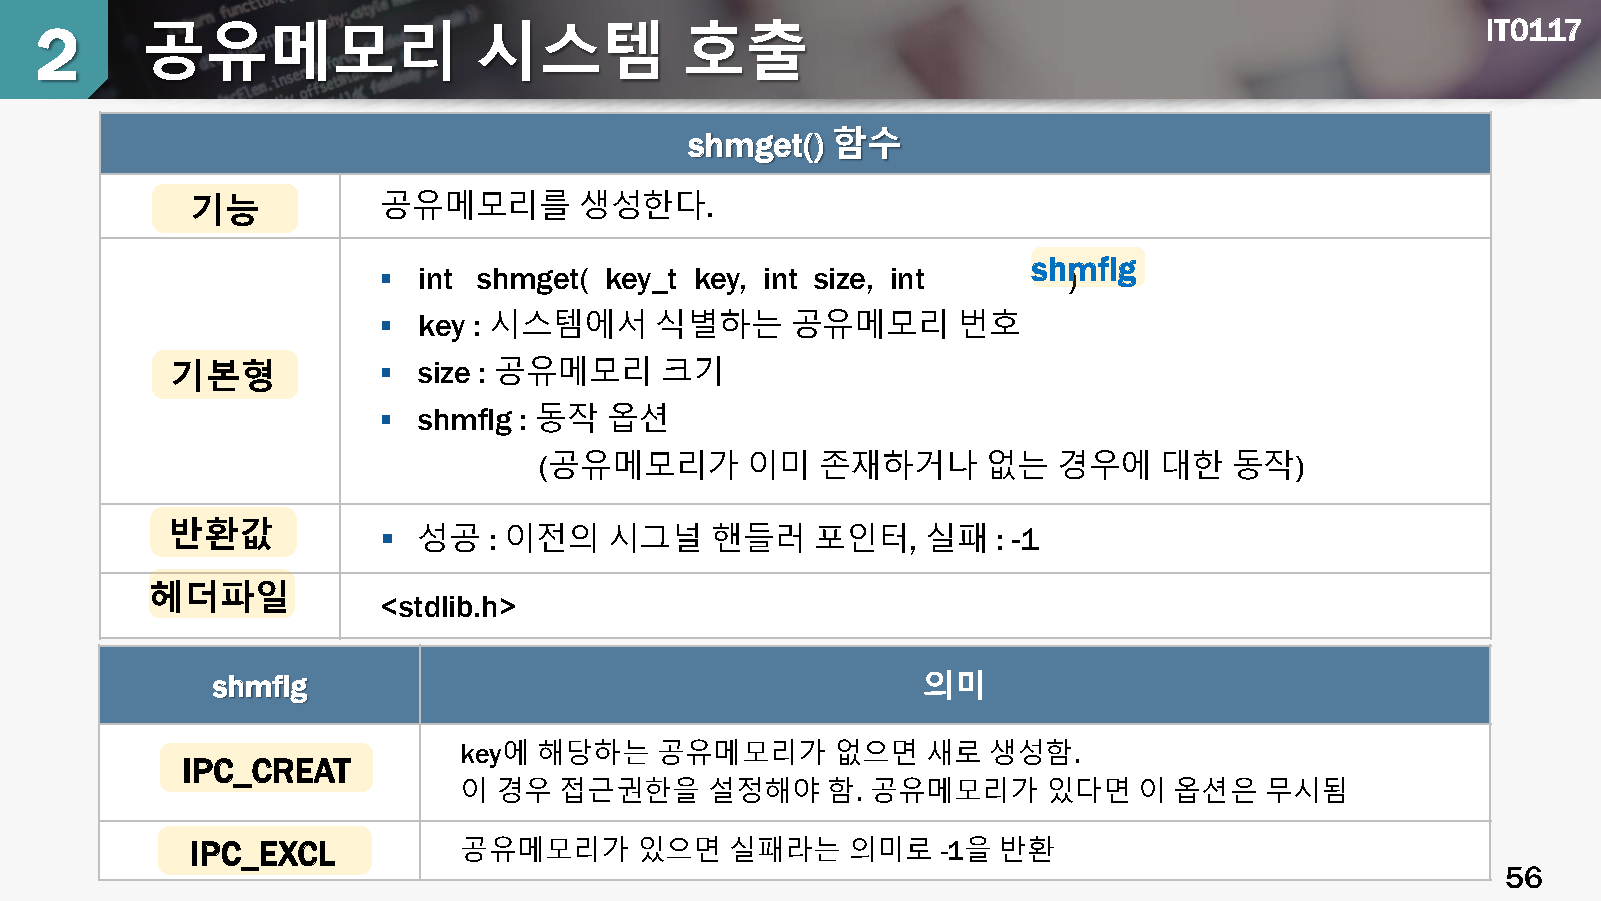 2 공유메모리 시스템 호출
IT0117
shmget() 함수
기능
공유메모리를 생성한다.
기본형
▪ int shmget( key_t key, int size, int shmflg )
▪ key : 시스템에서 식별하는 공유메모리 번호
▪ size : 공유메모리 크기
▪ shmflg : 동작 옵션
(공유메모리가 이미 존재하거나 없는 경우에 대한 동작)
반환값
▪ 성공 : 이전의 시그널 핸들러 포인터, 실패 : -1
헤더파일
<stdlib.h>
shmflg
의미
IPC_CREAT
key에 해당하는 공유메모리가 없으면 새로 생성함.
이 경우 접근권한을 설정해야 함. 공유메모리가 있다면 이 옵션은 무시됨
IPC_EXCL
공유메모리가 있으면 실패라는 의미로 -1을 반환
56